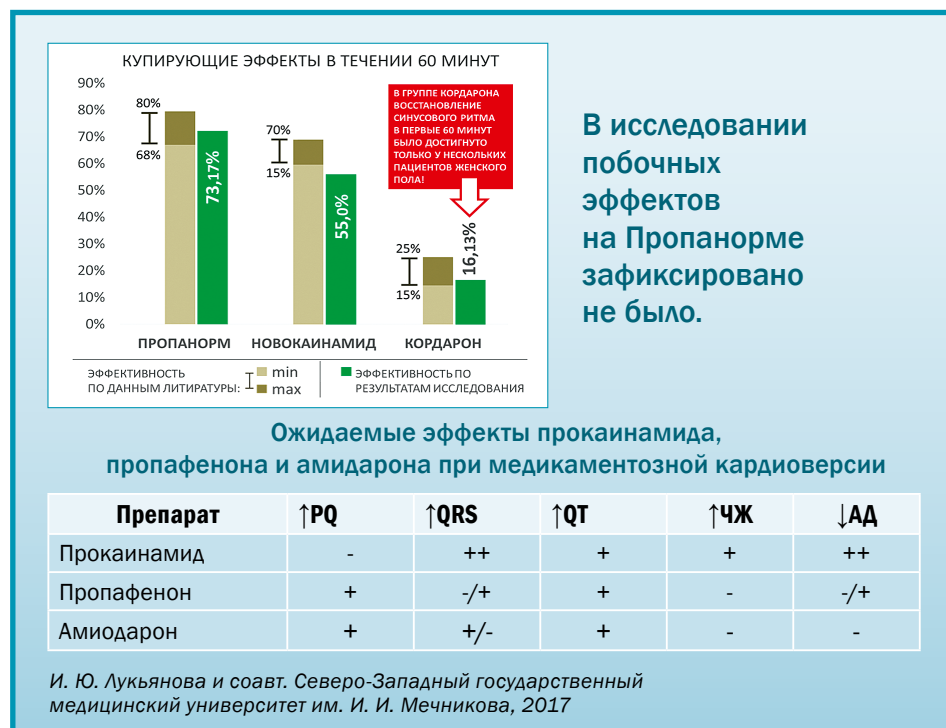 КУПИРУЮЩИЕ ЭФФЕКТЫ В ТЕЧЕНИИ 60 МИНУТ
90%
80%
70%
60%
50%
40%
30%
20%
10%
0%
80%
68%
73,17%
70%
15%
55,0%
25%
15%
16,13%
В ГРУППЕ КОРДАРОНА
ВОССТАНОВЛЕНИЕ
СИНУСОВОГО РИТМА
В ПЕРВЫЕ 60 МИНУТ
БЫЛО ДОСТИГНУТО
ТОЛЬКО У НЕСКОЛЬКИХ
ПАЦИЕНТОВ ЖЕНСКОГО
ПОЛА!
ПРОПАНОРМ НОВОКАИНАМИД КОРДАРОН
ЭФФЕКТИВНОСТЬ
ПО ДАННЫМ ЛИТИРАТУРЫ:
min
max
ЭФФЕКТИВНОСТЬ ПО
РЕЗУЛЬТАТАМ ИССЛЕДОВАНИЯ
В исследовании
побочных
эффектов
на Пропанорме
зафиксировано
не было.
Ожидаемые эффекты прокаинамида,
пропафенона и амидарона при медикаментозной кардиоверсии
Препарат ↑PQ ↑QRS ↑QT ↑ЧЖ ↓АД
Прокаинамид - ++ + + ++
Пропафенон + -/+ + - -/+
Амиодарон + +/- + - -
И. Ю. Лукьянова и соавт. Северо-Западный государственный
медицинский университет им. И. И. Мечникова, 2017